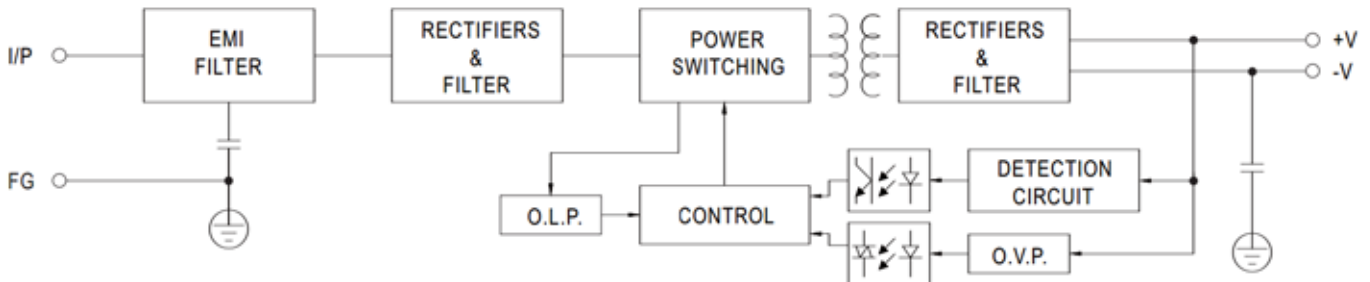 I/P
EMI
FILTER
RECTIFIERS
&
FILTER
POWER
SWITCHING
RECTIFIERS
&
FILTER
+V
-V
FG
O.L.P.
CONTROL
DETECTION
CIRCUIT
O.V.P.